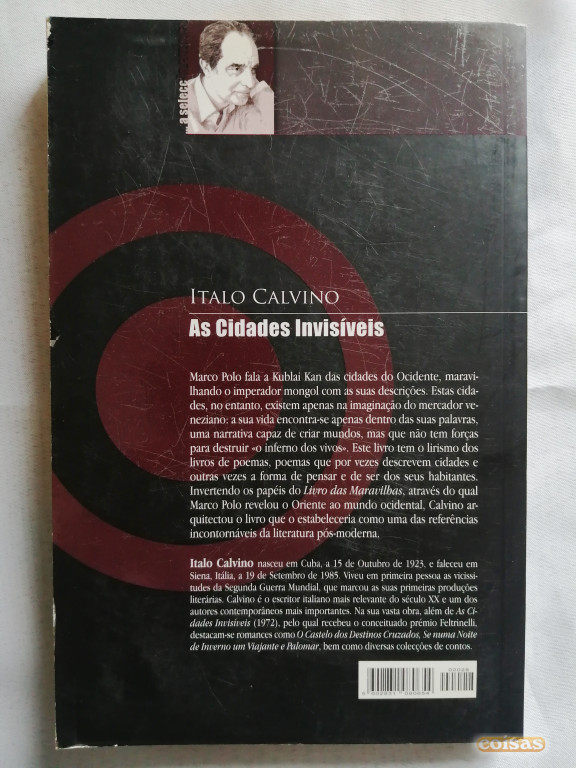 a selecç
ITALO CALVINO
As Cidades Invisíveis
Marco Polo fala a Kublai Kan das cidades do Ocidente, maravi-
lhando o imperador mongol com as suas descrições. Estas cida-
des, no entanto, existem apenas na imaginação do mercador ve-
neziano: a sua vida encontra-se apenas dentro das suas palavras,
uma narrativa capaz de criar mundos, mas que não tem forças
para destruir «o inferno dos vivos». Este livro tem o lirismo dos
livros de poemas, poemas que por vezes descrevem cidades e
outras vezes a forma de pensar e de ser dos seus habitantes.
Invertendo os papéis do Livro das Maravilhas, através do qual
Marco Polo revelou o Oriente ao mundo ocidental, Calvino ar-
quitectou o livro que o estabeleceria como uma das referências
incontornáveis da literatura pós-moderna.
Italo Calvino nasceu em Cuba, a 15 de Outubro de 1923, e faleceu em
Siena, Itália, a 19 de Setembro de 1985. Viveu em primeira pessoa as vicissi-
tudes da Segunda Guerra Mundial, que marcou as suas primeiras produções
literárias. Calvino é o escritor italiano mais relevante do século XX e um dos
autores contemporâneos mais importantes. Na sua vasta obra, além de As Ci-
dades Invisíveis (1972), pelo qual recebeu o conceituado prémio Feltrinelli,
destacam-se romances como O Castelo dos Destinos Cruzados, Se numa Noite
de Inverno um Viajante e Palomar, bem como diversas colecções de contos.
coisas